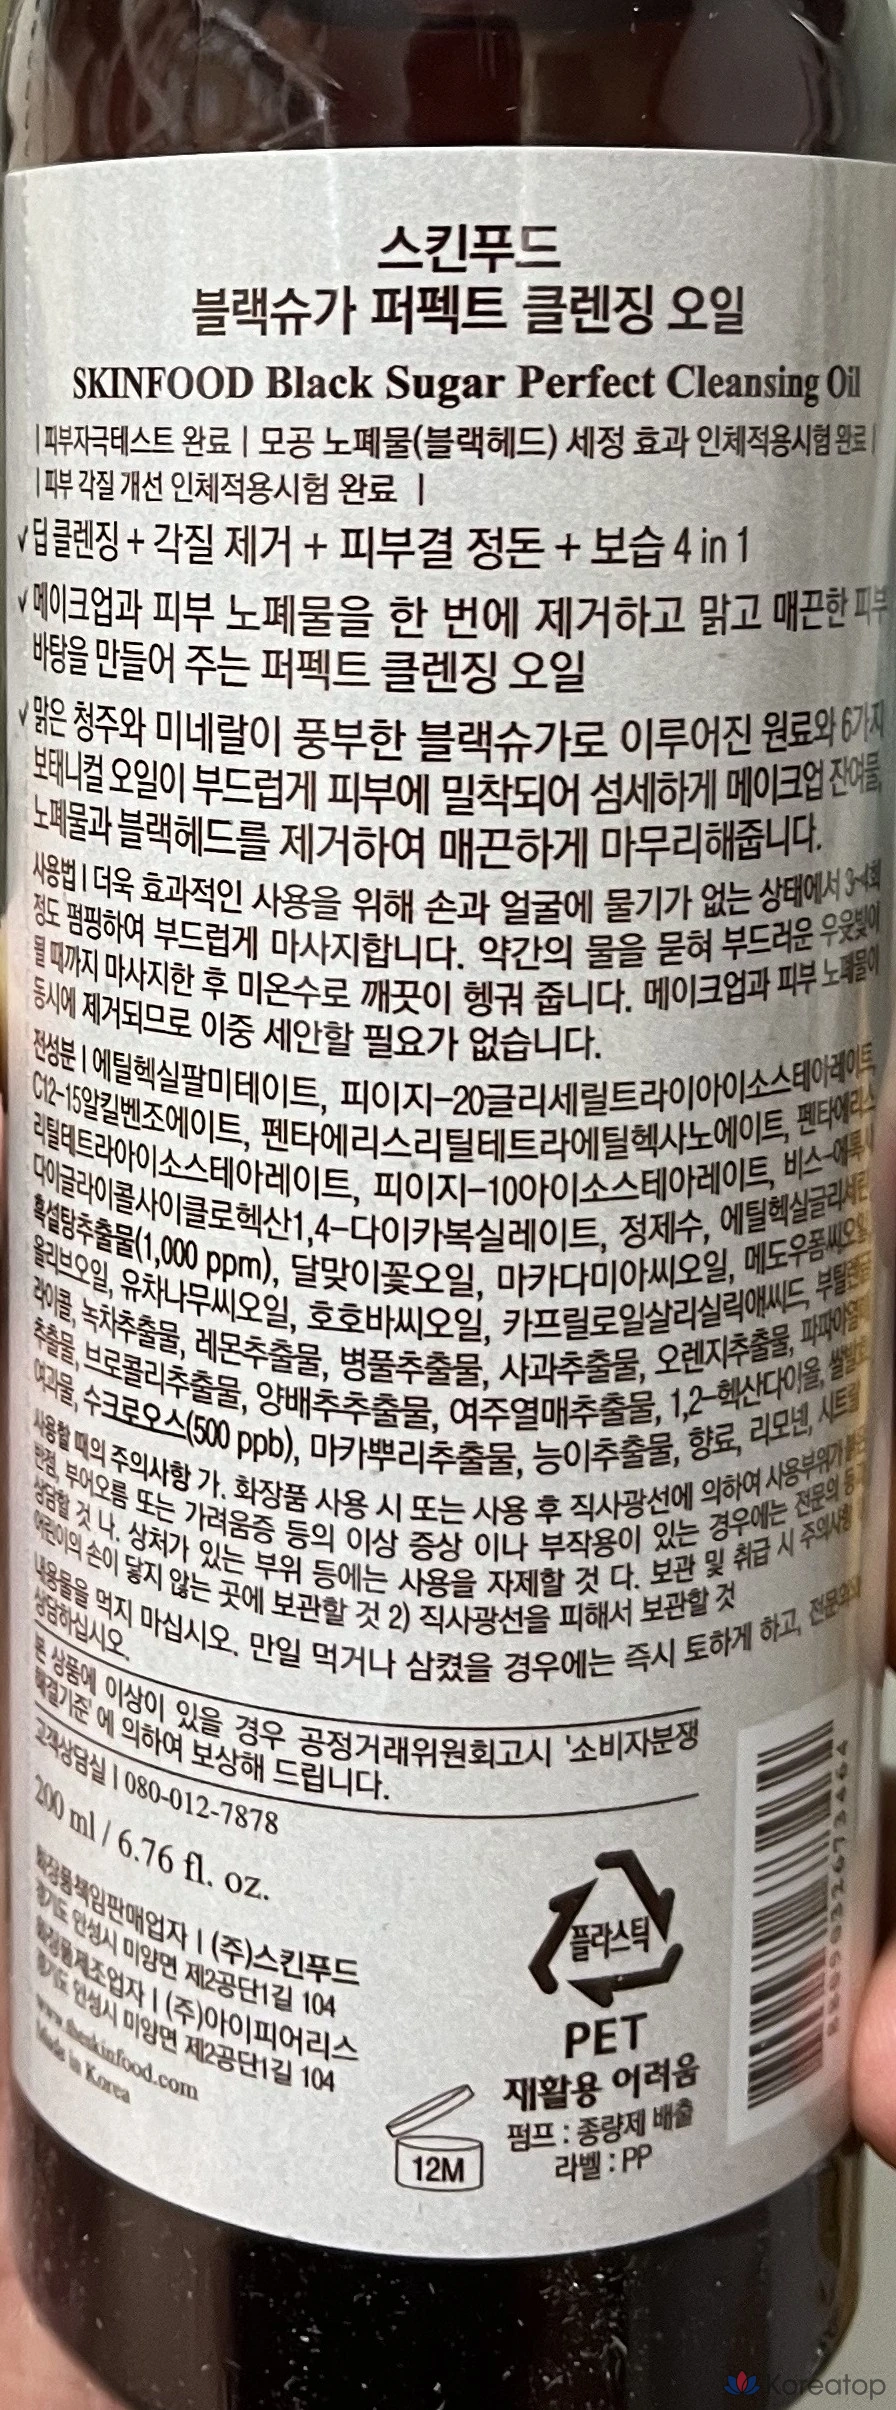 스킨푸드
블랙슈가 퍼펙트 클렌징 오일
SKINFOOD Black Sugar Perfect Cleansing Oil
| 피부자극테스트 완료 | 모공 노폐물(블랙헤드) 세정 효과 인체적용시험 완료 |
| 피부 각질 개선 인체적용시험 완료 |
✓ 딥 클렌징 + 각질 제거 + 피부결 정돈 + 보습 4 in 1
✓ 메이크업과 피부 노폐물을 한 번에 제거하고 맑고 매끈한 피부
바탕을 만들어 주는 퍼펙트 클렌징 오일
✓ 맑은 청주와 미네랄이 풍부한 블랙슈가로 이루어진 원료와 6가지
보태니컬 오일이 부드럽게 피부에 밀착되어 섬세하게 메이크업 잔여물,
노폐물과 블랙헤드를 제거하여 매끈하게 마무리해줍니다.
사용법 | 더욱 효과적인 사용을 위해 손과 얼굴에 물기가 없는 상태에서 3~4회
정도 펌핑하여 부드럽게 마사지합니다. 약간의 물을 묻혀 부드러운 우윳빛이
될 때까지 마사지한 후 미온수로 깨끗이 헹궈 줍니다. 메이크업과 피부 노폐물이
동시에 제거되므로 이중 세안할 필요가 없습니다.
전성분 | 에틸헥실팔미테이트, 피이지-20글리세릴트라이아이소스테아레이트,
C12-15알킬벤조에이트, 펜타에리스리틸테트라에틸헥사노에이트, 펜타에리스
리틸테트라아이소스테아레이트, 피이지-10아이소스테아레이트, 비스-에톡시
다이글라이콜사이클로헥산1,4-다이카복실레이트, 정제수, 에틸헥실글리세린,
흑설탕추출물(1,000 ppm), 달맞이꽃오일, 마카다미아씨오일, 메도우폼씨오일,
올리브오일, 유차나무씨오일, 호호바씨오일, 카프릴로일살리실릭애씨드, 부틸렌글
라이콜, 녹차추출물, 레몬추출물, 병풀추출물, 사과추출물, 오렌지추출물, 파파야열매
추출물, 브로콜리추출물, 양배추추출물, 여주열매추출물, 1,2-헥산다이올, 쌀발효
여과물, 수크로오스(500 ppb), 마카뿌리추출물, 능이추출물, 향료, 리모넨, 시트랄
사용할 때의 주의사항 가. 화장품 사용 시 또는 사용 후 직사광선에 의하여 사용부위가 붉은
반점, 부어오름 또는 가려움증 등의 이상 증상 이나 부작용이 있는 경우에는 전문의 등과
상담할 것 나. 상처가 있는 부위 등에는 사용을 자제할 것 다. 보관 및 취급 시 주의사항
어린이의 손이 닿지 않는 곳에 보관할 것 2) 직사광선을 피해서 보관할 것
내용물을 먹지 마십시오. 만일 먹거나 삼켰을 경우에는 즉시 토하게 하고, 전문의와
상담하십시오.
본 상품에 이상이 있을 경우 공정거래위원회고시 '소비자분쟁
해결기준' 에 의하여 보상해 드립니다.
고객상담실 | 080-012-7878
200 ml / 6.76 fl. oz.
화장품책임판매업자 | (주)스킨푸드
경기도 안성시 미양면 제2공단1길 104
화장품제조업자 | (주)아이피어리스
경기도 안성시 미양면 제2공단1길 104
www.theskinfood.com
Made in Korea
플라스틱
PET
재활용 어려움
펌프 : 종량제 배출
라벨 : PP
12M
Koreatop